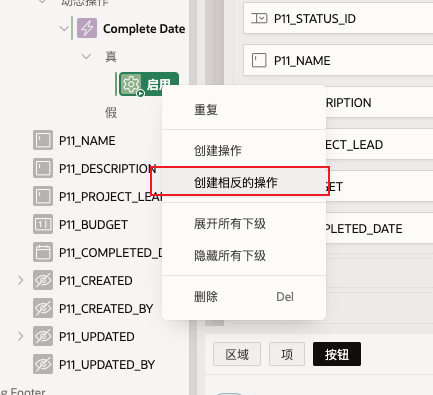 动态操作
Complete Date
真
启用
假
P11_NAME
P11_DESCRIPTION
P11_PROJECT_LEA
P11_BUDGET
P11_COMPLETED_D
P11_CREATED
P11_CREATED_BY
P11_UPDATED
P11_UPDATED_BY
ng Footer
重复
创建操作
创建相反的操作
展开所有下级
隐藏所有下级
删除 Del
P11_STATUS_ID
P11_NAME
RIPTION
ECT_LEAD
GET
PLETED_DATE
区域 项 按钮